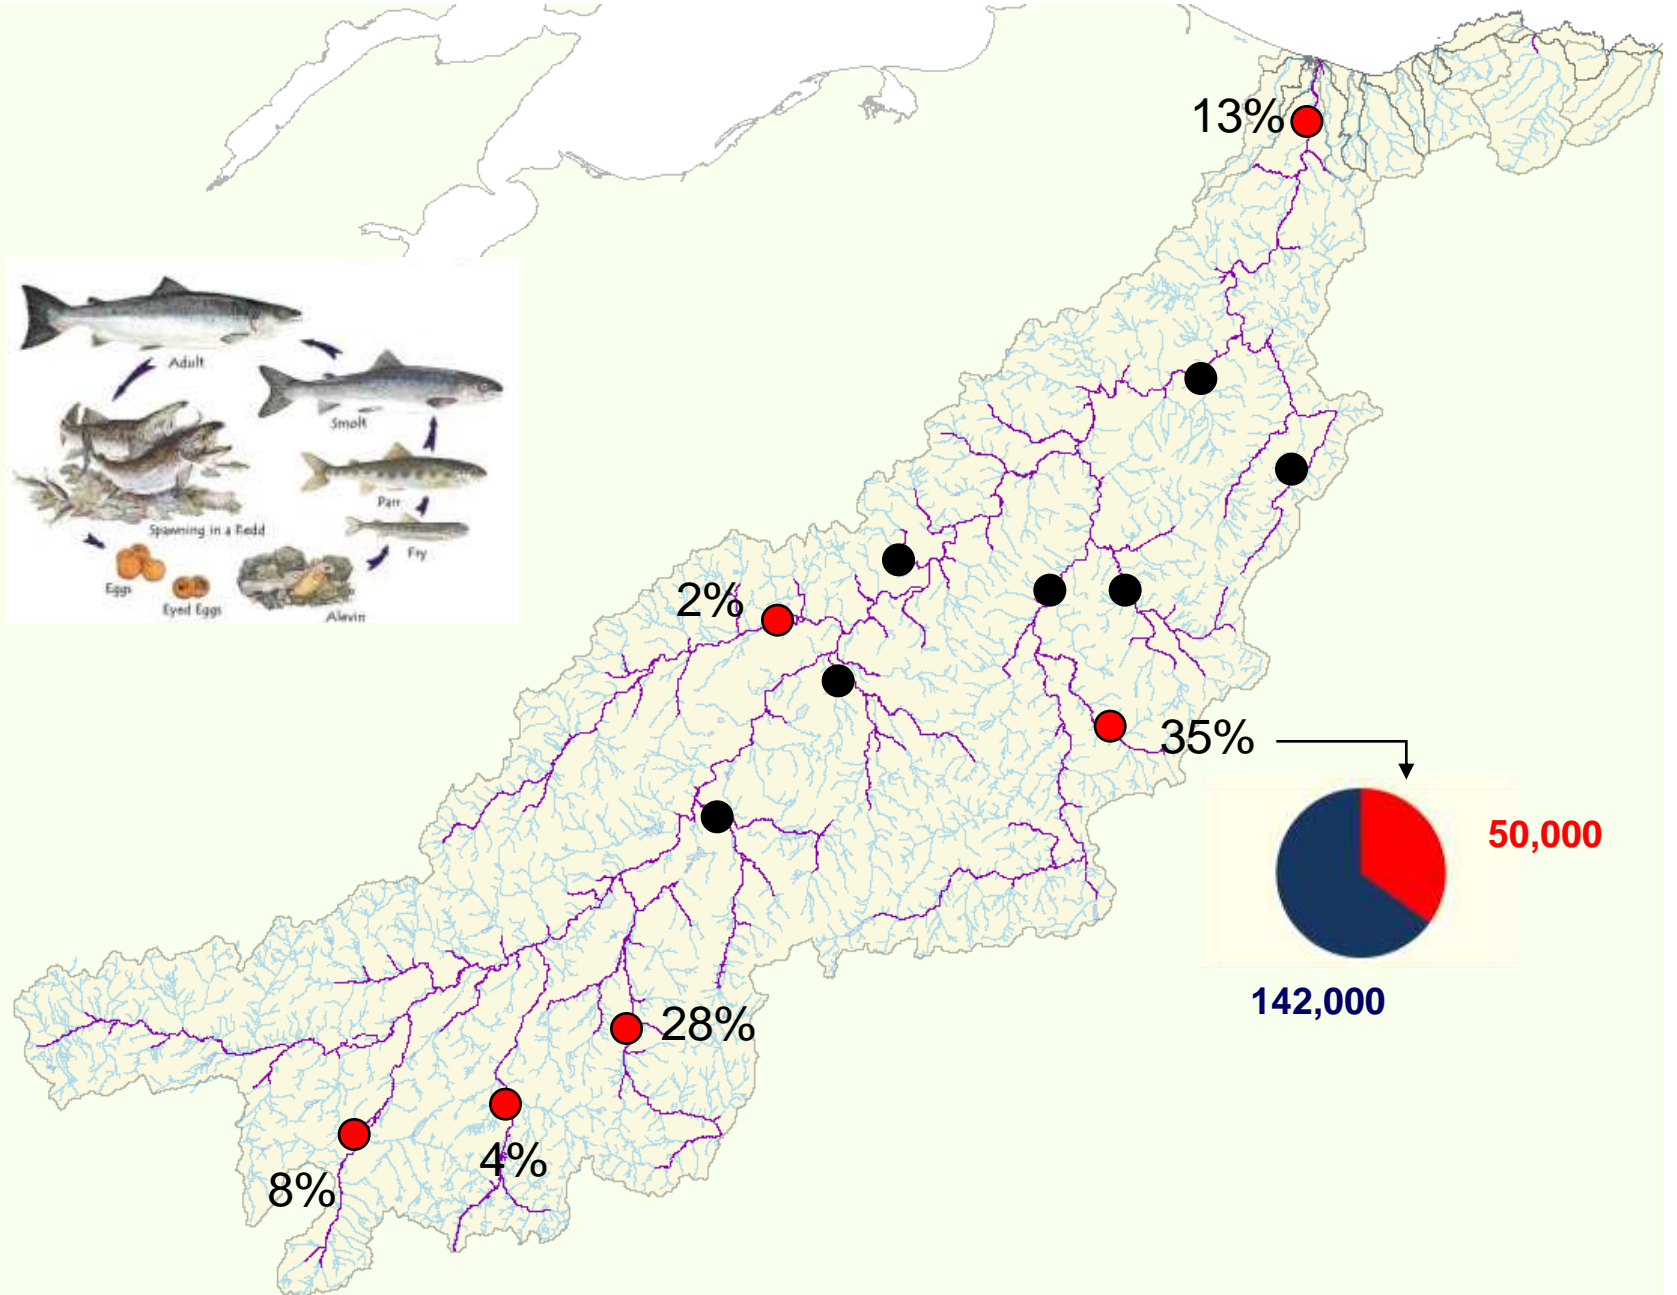 13%
Adult
Smolt
Parr
Spawning in a Redd
Fry
Eggs
Eyed Eggs
Alevin
2%
35%
50,000
142,000
28%
4%
8%